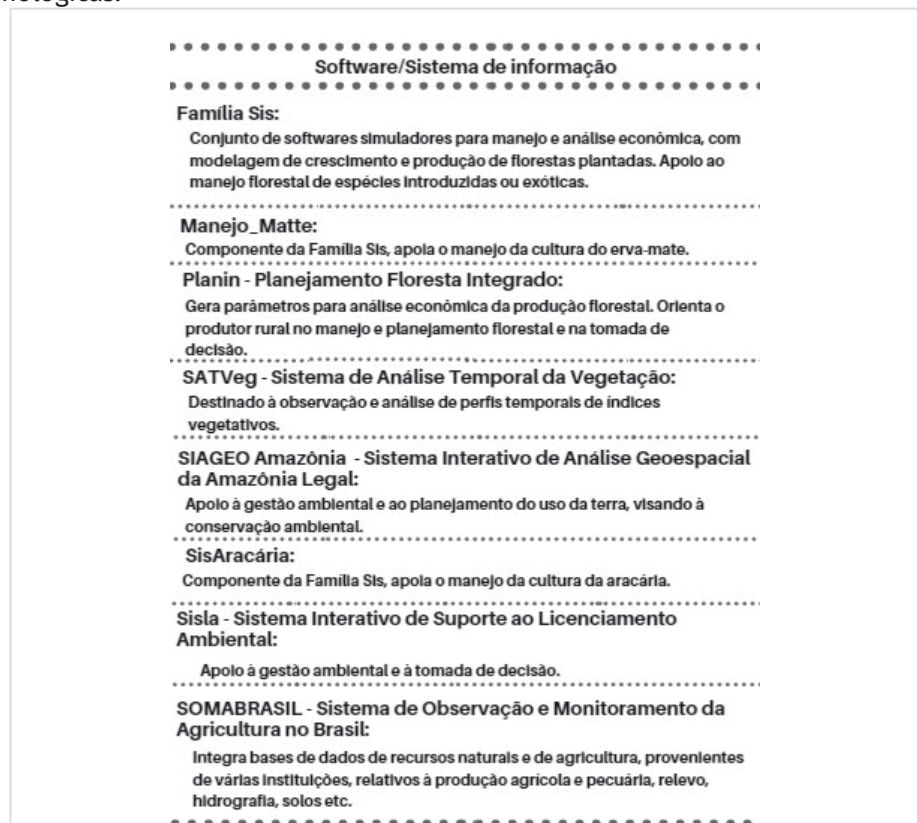 Software/Sistema de informação
Família Sis:
Conjunto de softwares simuladores para manejo e análise econômica, com
modelagem de crescimento e produção de florestas plantadas. Apoio ao
manejo florestal de espécies introduzidas ou exóticas.
Manejo_Matte:
Componente da Família Sis, apoia o manejo da cultura do erva-mate.
Planin - Planejamento Floresta Integrado:
Gera parâmetros para análise econômica da produção florestal. Orienta o
produtor rural no manejo e planejamento florestal e na tomada de
decisão.
SATVeg - Sistema de Análise Temporal da Vegetação:
Destinado à observação e análise de perfis temporais de índices
vegetativos.
SIAGEO Amazônia - Sistema Interativo de Análise Geoespacial
da Amazônia Legal:
Apoio à gestão ambiental e ao planejamento do uso da terra, visando à
conservação ambiental.
SisAracária:
Componente da Família Sis, apoia o manejo da cultura da aracária.
Sisla - Sistema Interativo de Suporte ao Licenciamento
Ambiental:
Apoio à gestão ambiental e à tomada de decisão.
SOMABRASIL - Sistema de Observação e Monitoramento da
Agricultura no Brasil:
Integra bases de dados de recursos naturais e de agricultura, provenientes
de várias instituições, relativos à produção agrícola e pecuária, relevo,
hidrografia, solos etc.